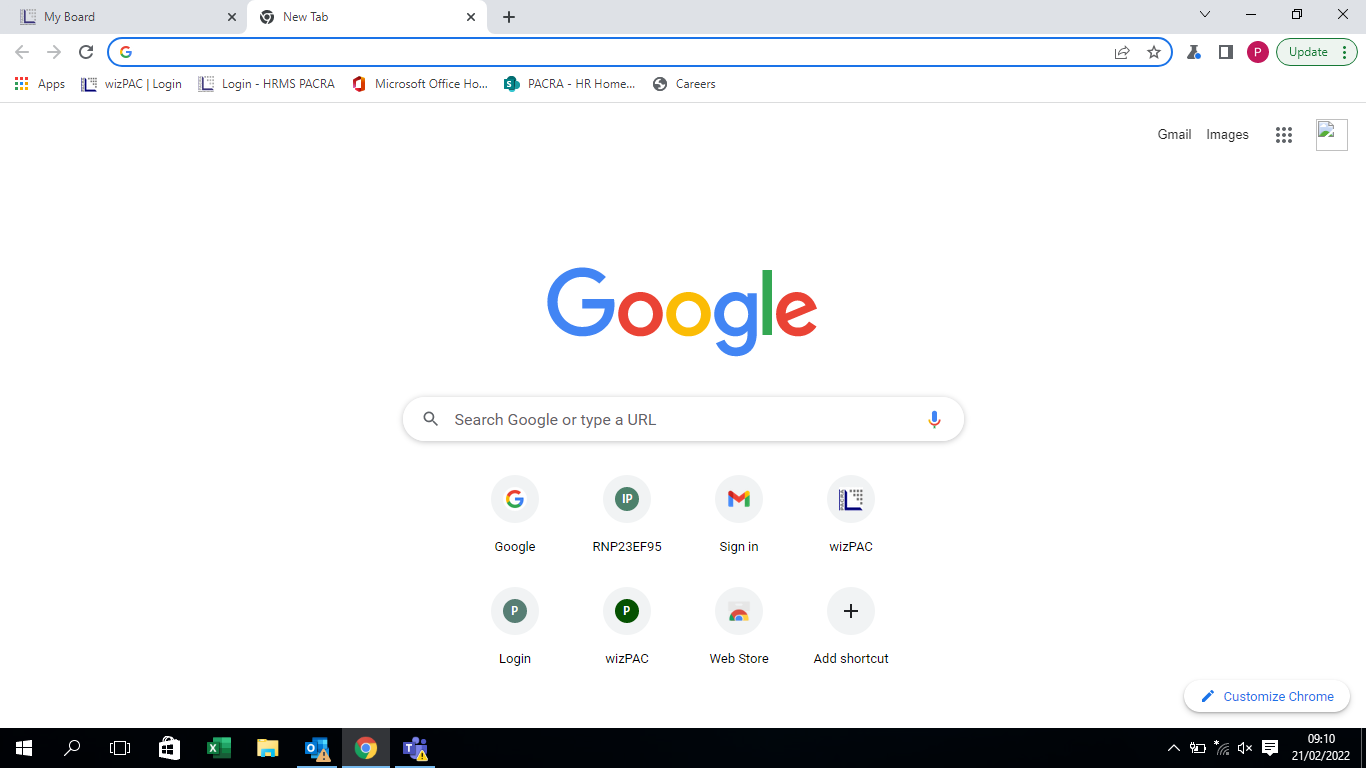 My Board
New Tab
P
Update
Apps
wizPAC | Login
Login - HRMS PACRA
Microsoft Office Ho...
PACRA - HR Home...
Careers
Gmail
Images
Google
Search Google or type a URL
IP
PACRA
Google
RNP23EF95
Sign in
wizPAC
P
P
Login
wizPAC
Web Store
Add shortcut
Customize Chrome
09:10
21/02/2022